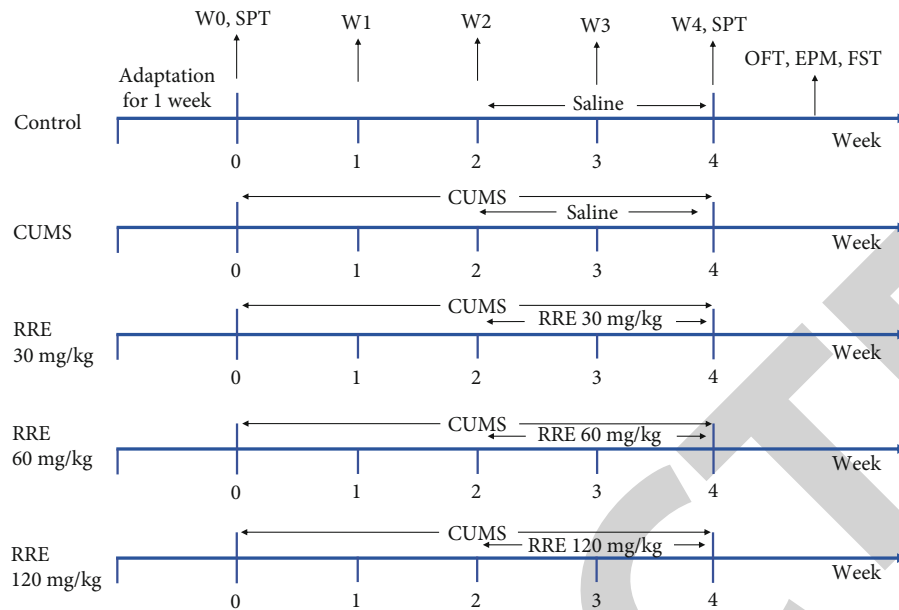 W0, SPT W1 W2 W3 W4, SPT
OFT, EPM, FST
Adaptation
for 1 week
Saline
Control
Week
0 1 2 3 4
CUMS
Saline
CUMS
Week
0 1 2 3 4
CUMS
RRE
30 mg/kg
RRE 30 mg/kg
Week
0 1 2 3 4
CUMS
RRE
60 mg/kg
RRE 60 mg/kg
Week
0 1 2 3 4
CUMS
RRE
120 mg/kg
RRE 120 mg/kg
Week
0 1 2 3 4